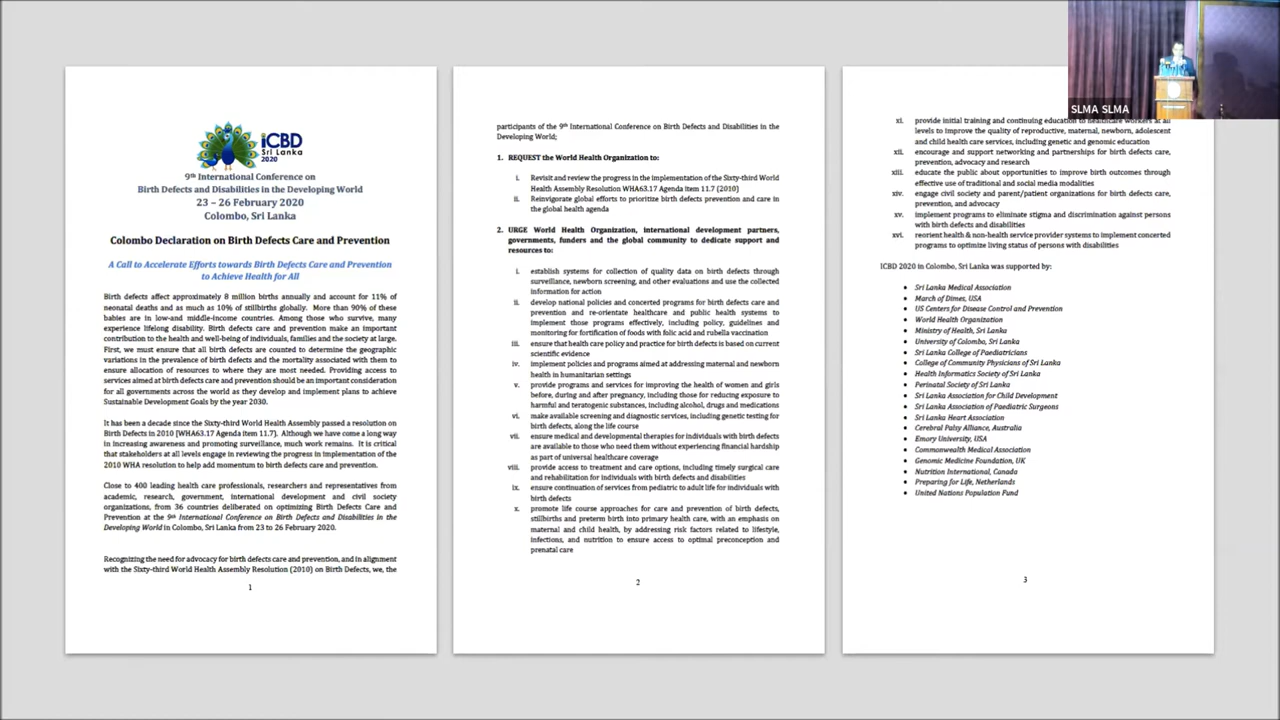 iCBD
Sri Lanka
2020
9th International Conference on
Birth Defects and Disabilities in the Developing World
23 – 26 February 2020
Colombo, Sri Lanka
Colombo Declaration on Birth Defects Care and Prevention
A Call to Accelerate Efforts towards Birth Defects Care and Prevention
to Achieve Health for All
Birth defects affect approximately 8 million births annually and account for 11% of
neonatal deaths and as much as 10% of stillbirths globally. More than 90% of these
babies are in low-and middle-income countries. Among those who survive, many
experience lifelong disability. Birth defects care and prevention make an important
contribution to the health and well-being of individuals, families and the society at large.
First, we must ensure that all birth defects are counted to determine the geographic
variations in the prevalence of birth defects and the mortality associated with them to
ensure allocation of resources to where they are most needed. Providing access to
services aimed at birth defects care and prevention should be an important consideration
for all governments across the world as they develop and implement plans to achieve
Sustainable Development Goals by the year 2030.
It has been a decade since the Sixty-third World Health Assembly passed a resolution on
Birth Defects in 2010 [WHA63.17 Agenda item 11.7). Although we have come a long way
in increasing awareness and promoting surveillance, much work remains. It is critical
that stakeholders at all levels engage in reviewing the progress in implementation of the
2010 WHA resolution to help add momentum to birth defects care and prevention.
Close to 400 leading health care professionals, researchers and representatives from
academic, research, government, international development and civil society
organizations, from 36 countries deliberated on optimizing Birth Defects Care and
Prevention at the 9th International Conference on Birth Defects and Disabilities in the
Developing World in Colombo, Sri Lanka from 23 to 26 February 2020.
Recognizing the need for advocacy for birth defects care and prevention, and in alignment
with the Sixty-third World Health Assembly Resolution (2010) on Birth Defects, we, the
1
participants of the 9th International Conference on Birth Defects and Disabilities in the
Developing World;
1. REQUEST the World Health Organization to:
i. Revisit and review the progress in the implementation of the Sixty-third World
Health Assembly Resolution WHA63.17 Agenda Item 11.7 (2010)
ii. Reinvigorate global efforts to prioritize birth defects prevention and care in
the global health agenda
2. URGE World Health Organization, international development partners,
governments, funders and the global community to dedicate support and
resources to:
i. establish systems for collection of quality data on birth defects through
surveillance, newborn screening, and other evaluations and use the collected
information for action
ii. develop national policies and concerted programs for birth defects care and
prevention and re-orientate healthcare and public health systems to
implement those programs effectively, including policy, guidelines and
monitoring for fortification of foods with folic acid and rubella vaccination
iii. ensure that health care policy and practice for birth defects is based on current
scientific evidence
iv. implement policies and programs aimed at addressing maternal and newborn
health in humanitarian settings
v. provide programs and services for improving the health of women and girls
before, during and after pregnancy, including those for reducing exposure to
harmful and teratogenic substances, including alcohol, drugs and medications
vi. make available screening and diagnostic services, including genetic testing for
birth defects, along the life course
vii. ensure medical and developmental therapies for individuals with birth defects
are available to those who need them without experiencing financial hardship
as part of universal healthcare coverage
viii. provide access to treatment and care options, including timely surgical care
and rehabilitation for individuals with birth defects and disabilities
ix. ensure continuation of services from pediatric to adult life for individuals with
birth defects
x. promote life course approaches for care and prevention of birth defects,
stillbirths and preterm birth into primary health care, with an emphasis on
maternal and child health, by addressing risk factors related to lifestyle,
infections, and nutrition to ensure access to optimal preconception and
prenatal care
2
SLMA SLMA
xi. provide initial training and continuing education to healthcare workers at all
levels to improve the quality of reproductive, maternal, newborn, adolescent
and child health care services, including genetic and genomic education
xii. encourage and support networking and partnerships for birth defects care,
prevention, advocacy and research
xiii. educate the public about opportunities to improve birth outcomes through
effective use of traditional and social media modalities
xiv. engage civil society and parent/patient organizations for birth defects care,
prevention, and advocacy
xv. implement programs to eliminate stigma and discrimination against persons
with birth defects and disabilities
xvi. reorient health & non-health service provider systems to implement concerted
programs to optimize living status of persons with disabilities
ICBD 2020 in Colombo, Sri Lanka was supported by:
• Sri Lanka Medical Association
• March of Dimes, USA
• US Centers for Disease Control and Prevention
• World Health Organization
• Ministry of Health, Sri Lanka
• University of Colombo, Sri Lanka
• Sri Lanka College of Paediatricians
• College of Community Physicians of Sri Lanka
• Health Informatics Society of Sri Lanka
• Perinatal Society of Sri Lanka
• Sri Lanka Association for Child Development
• Sri Lanka Association of Paediatric Surgeons
• Sri Lanka Heart Association
• Cerebral Palsy Alliance, Australia
• Emory University, USA
• Commonwealth Medical Association
• Genomic Medicine Foundation, UK
• Nutrition International, Canada
• Preparing for Life, Netherlands
• United Nations Population Fund
3